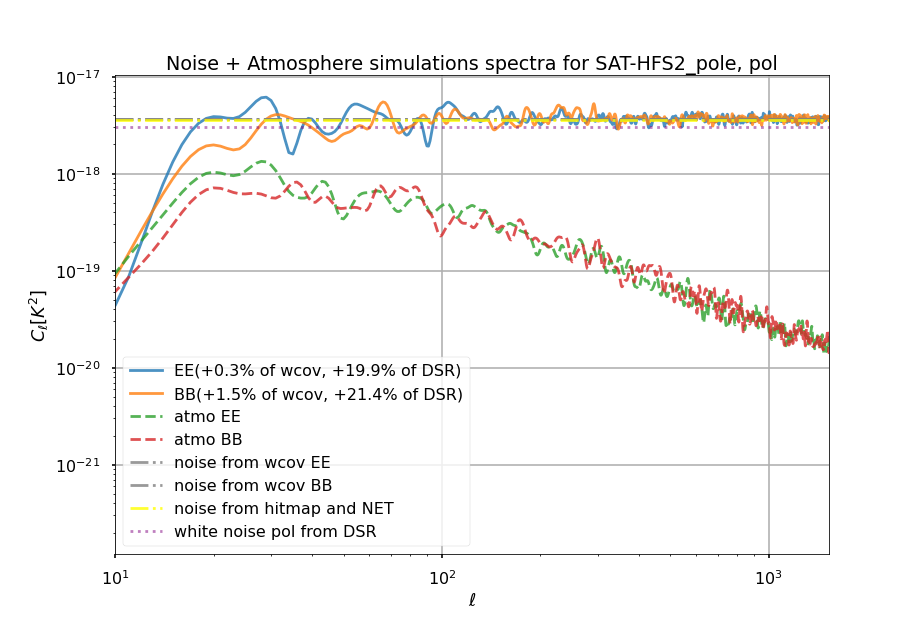 Noise + Atmosphere simulations spectra for SAT-HFS2_pole, pol
10⁻¹⁷
10⁻¹⁸
10⁻¹⁹
10⁻²⁰
10⁻²¹
Cℓ[K²]
EE(+0.3% of wcov, +19.9% of DSR)
BB(+1.5% of wcov, +21.4% of DSR)
atmo EE
atmo BB
noise from wcov EE
noise from wcov BB
noise from hitmap and NET
white noise pol from DSR
10¹ 10² 10³
ℓ